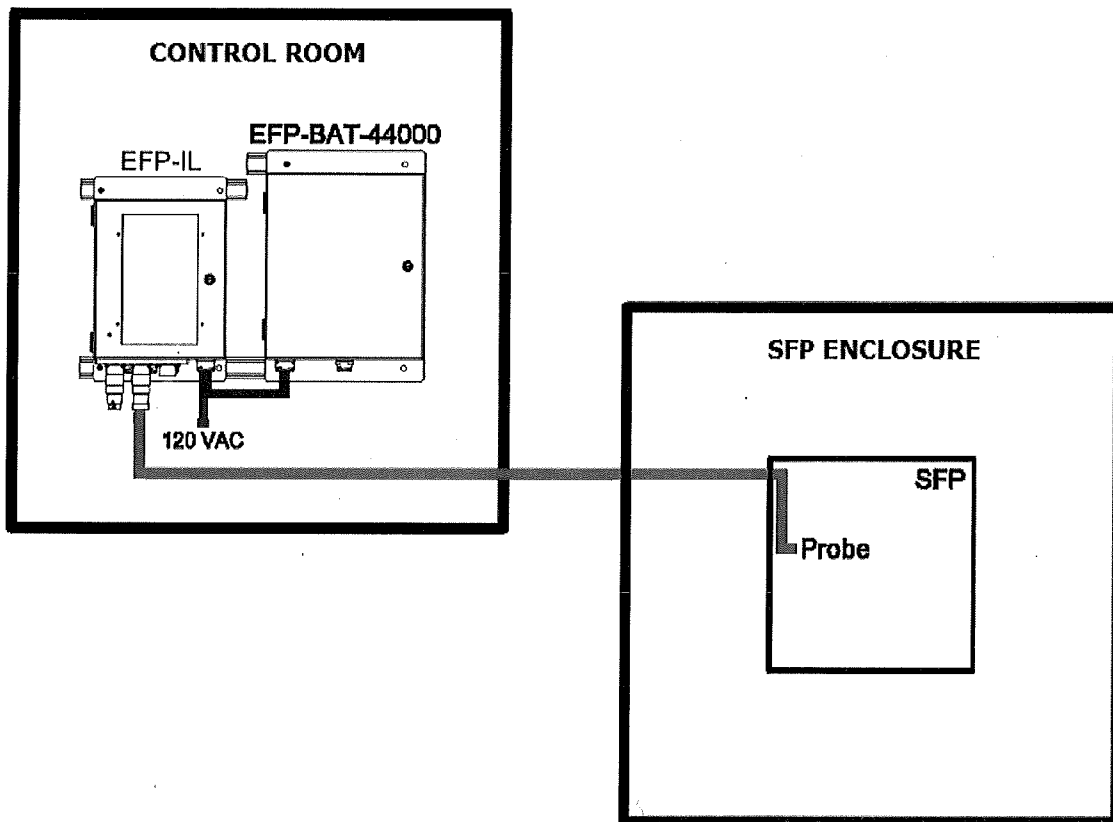 CONTROL ROOM
EFP-BAT-44000
EFP-IL
120 VAC
SFP ENCLOSURE
SFP
Probe